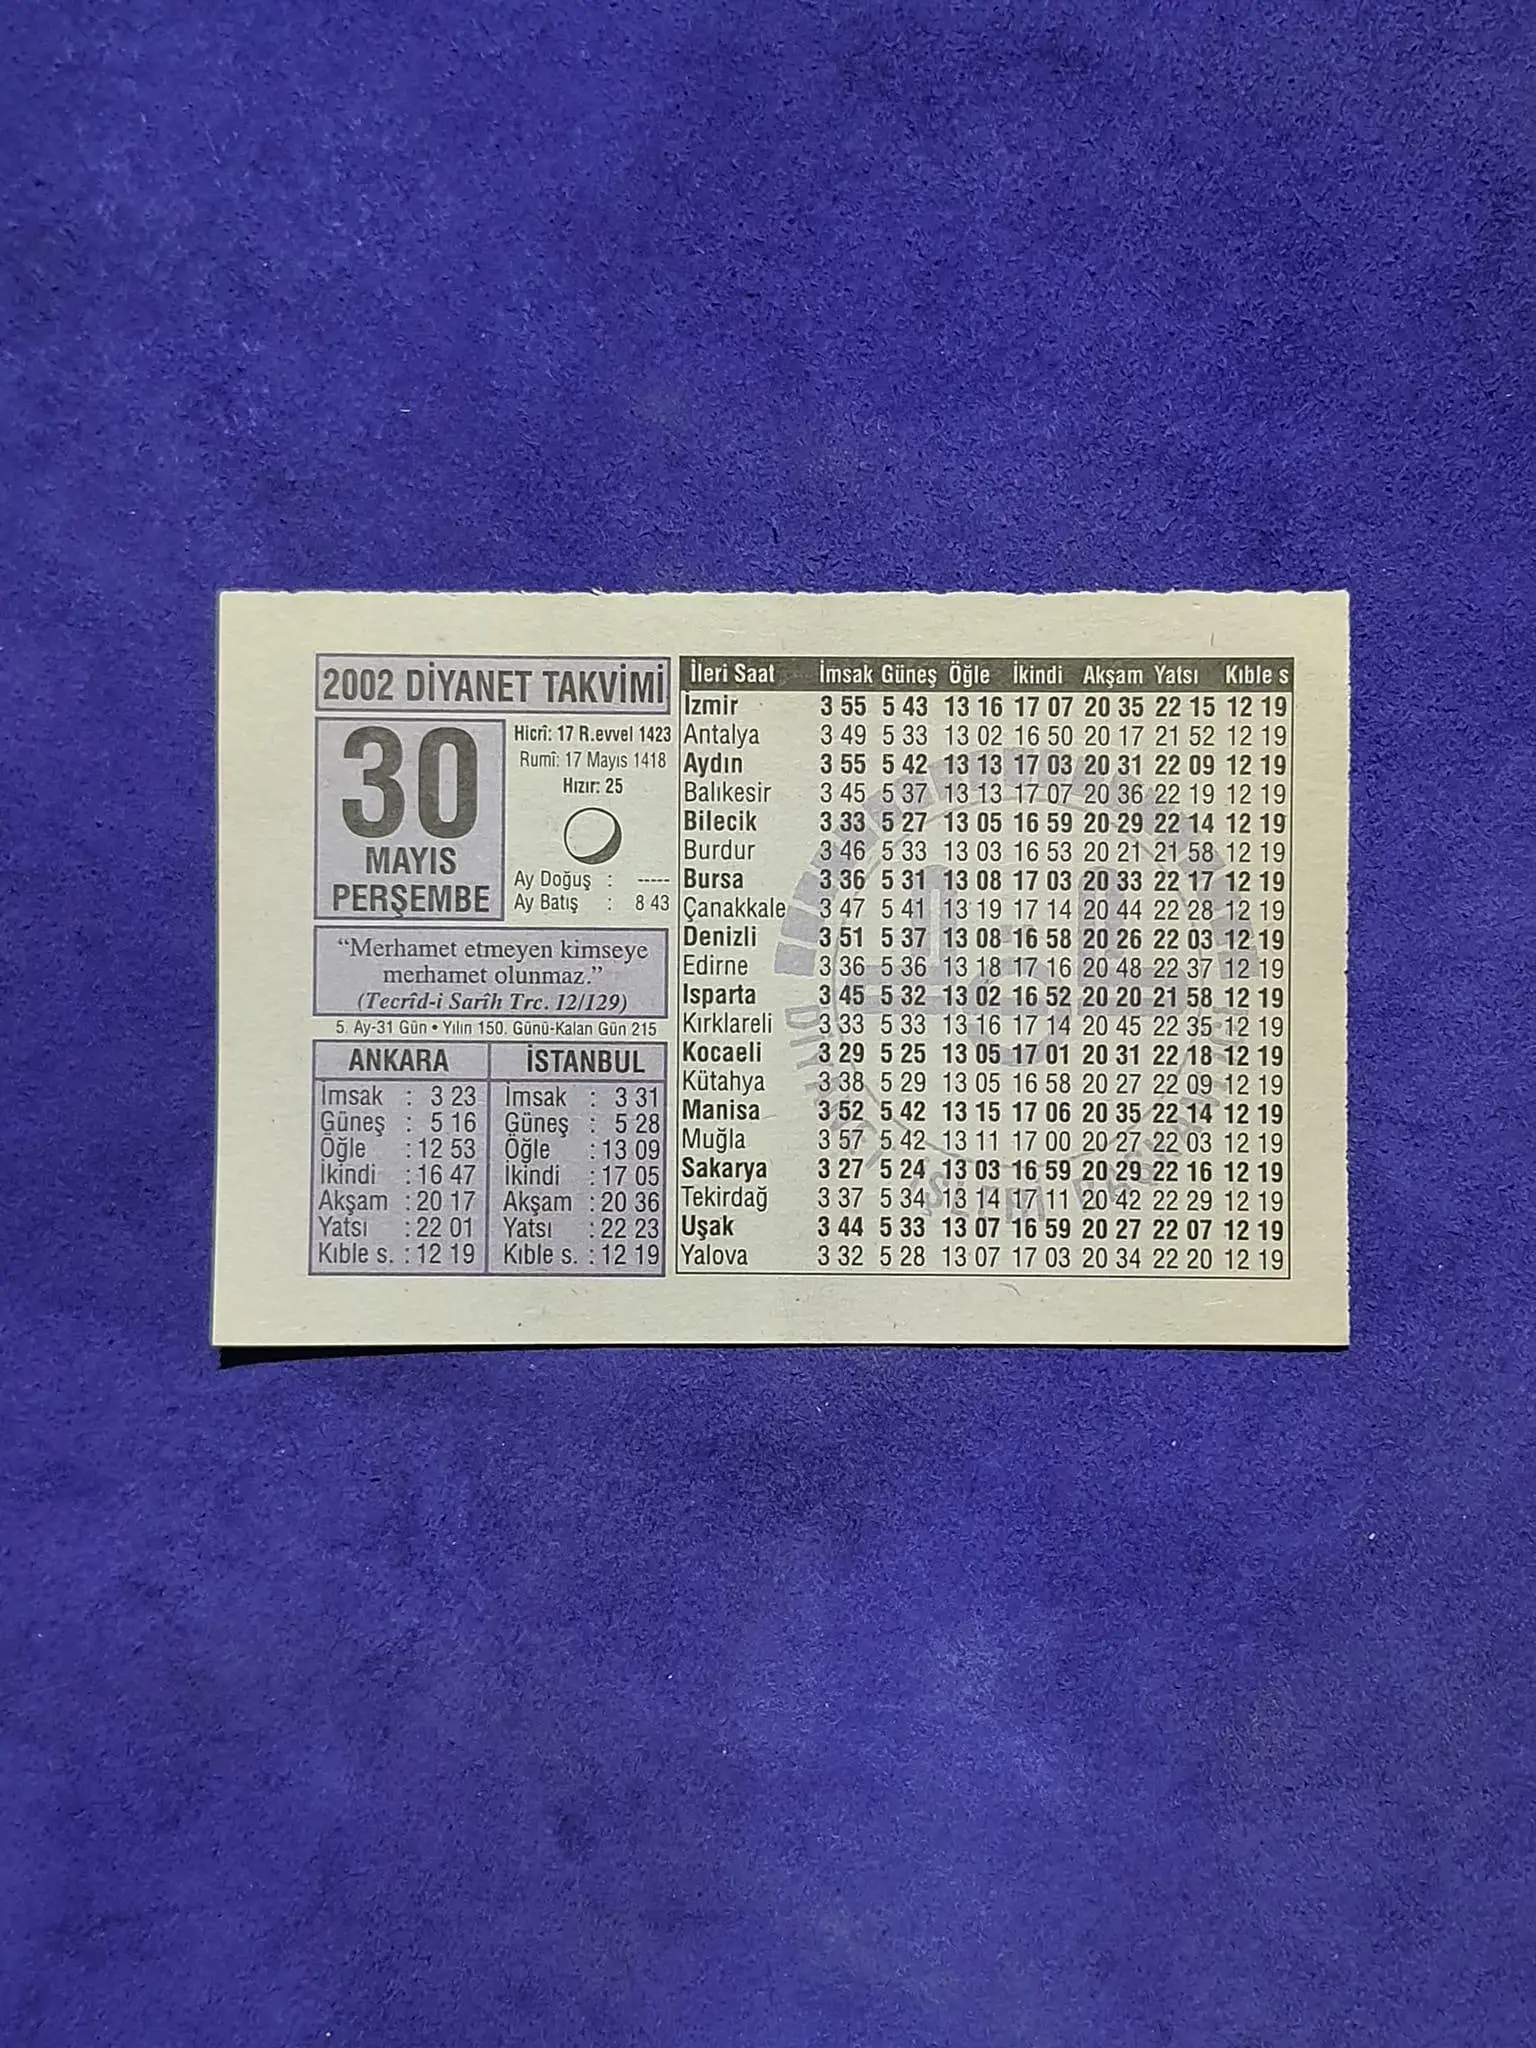 2002 DİYANET TAKVİMİ
30
MAYIS
PERŞEMBE
Hicrî: 17 R.evvel 1423
Rumî: 17 Mayıs 1418
Hızır: 25
Ay Doğuş : -----
Ay Batış : 8 43
“Merhamet etmeyen kimseye
merhamet olunmaz.”
(Tecrîd-i Sarîh Trc. 12/129)
5. Ay-31 Gün • Yılın 150. Günü-Kalan Gün 215
ANKARA
İmsak : 3 23
Güneş : 5 16
Öğle : 12 53
İkindi : 16 47
Akşam : 20 17
Yatsı : 22 01
Kıble s. : 12 19
İSTANBUL
İmsak : 3 31
Güneş : 5 28
Öğle : 13 09
İkindi : 17 05
Akşam : 20 36
Yatsı : 22 23
Kıble s. : 12 19
İleri Saat İmsak Güneş Öğle İkindi Akşam Yatsı Kıble s
İzmir 3 55 5 43 13 16 17 07 20 35 22 15 12 19
Antalya 3 49 5 33 13 02 16 50 20 17 21 52 12 19
Aydın 3 55 5 42 13 13 17 03 20 31 22 09 12 19
Balıkesir 3 45 5 37 13 13 17 07 20 36 22 19 12 19
Bilecik 3 33 5 27 13 05 16 59 20 29 22 14 12 19
Burdur 3 46 5 33 13 03 16 53 20 21 21 58 12 19
Bursa 3 36 5 31 13 08 17 03 20 33 22 17 12 19
Çanakkale 3 47 5 41 13 19 17 14 20 44 22 28 12 19
Denizli 3 51 5 37 13 08 16 58 20 26 22 03 12 19
Edirne 3 36 5 36 13 18 17 16 20 48 22 37 12 19
Isparta 3 45 5 32 13 02 16 52 20 20 21 58 12 19
Kırklareli 3 33 5 33 13 16 17 14 20 45 22 35 12 19
Kocaeli 3 29 5 25 13 05 17 01 20 31 22 18 12 19
Kütahya 3 38 5 29 13 05 16 58 20 27 22 09 12 19
Manisa 3 52 5 42 13 15 17 06 20 35 22 14 12 19
Muğla 3 57 5 42 13 11 17 00 20 27 22 03 12 19
Sakarya 3 27 5 24 13 03 16 59 20 29 22 16 12 19
Tekirdağ 3 37 5 34 13 14 17 11 20 42 22 29 12 19
Uşak 3 44 5 33 13 07 16 59 20 27 22 07 12 19
Yalova 3 32 5 28 13 07 17 03 20 34 22 20 12 19